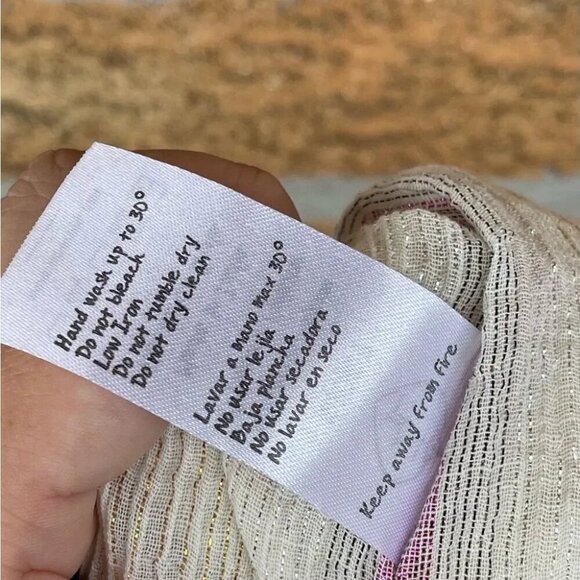 Hand wash up to 30°
Do not bleach
Low Iron
Do not tumble dry
Do not dry clean
Lavar a mano max 30°
No usar lejla
Baja plancha
No usar secadora
No lavar en seco
Keep away from fire